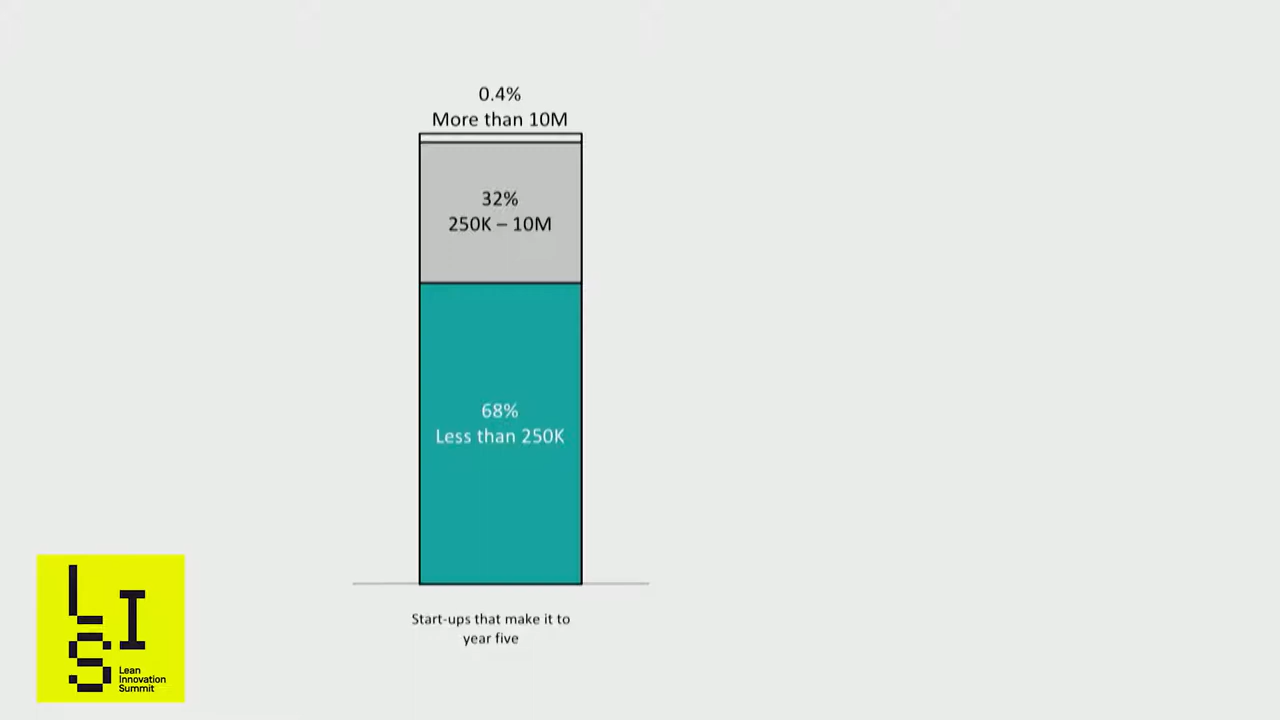 0.4%
More than 10M
32%
250K – 10M
68%
Less than 250K
Start-ups that make it to
year five
LIS
Lean
Innovation
Summit